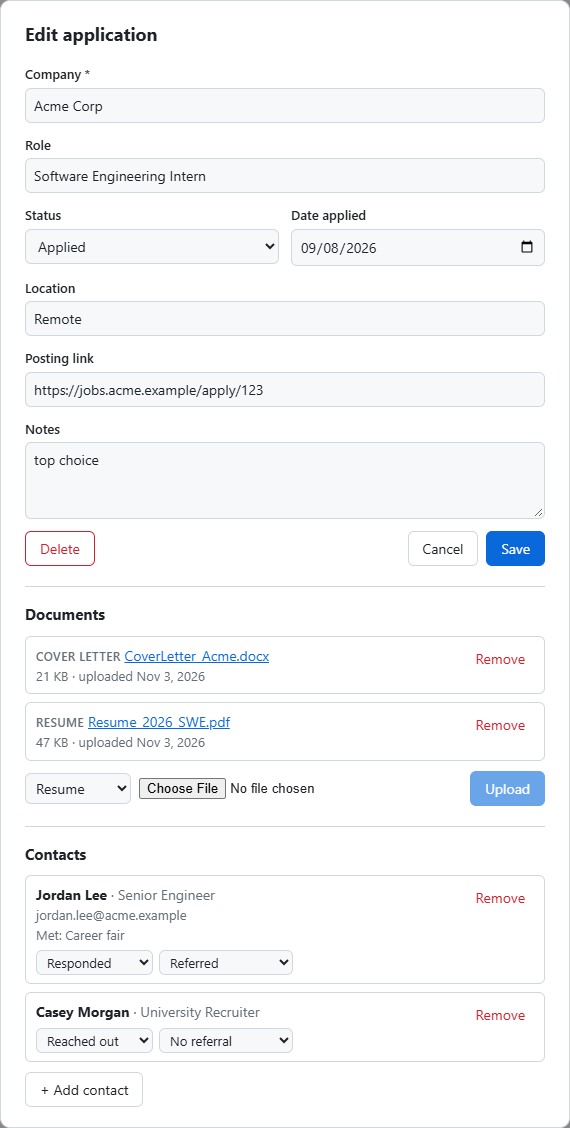 Edit application
Company *
Acme Corp
Role
Software Engineering Intern
Status
Date applied
Applied
09/08/2026
Location
Remote
Posting link
https://jobs.acme.example/apply/123
Notes
top choice
Delete
Cancel
Save
Documents
COVER LETTER CoverLetter_Acme.docx
Remove
21 KB · uploaded Nov 3, 2026
RESUME Resume_2026_SWE.pdf
Remove
47 KB · uploaded Nov 3, 2026
Resume
Choose File No file chosen
Upload
Contacts
Jordan Lee · Senior Engineer
Remove
jordan.lee@acme.example
Met: Career fair
Responded
Referred
Casey Morgan · University Recruiter
Remove
Reached out
No referral
+ Add contact